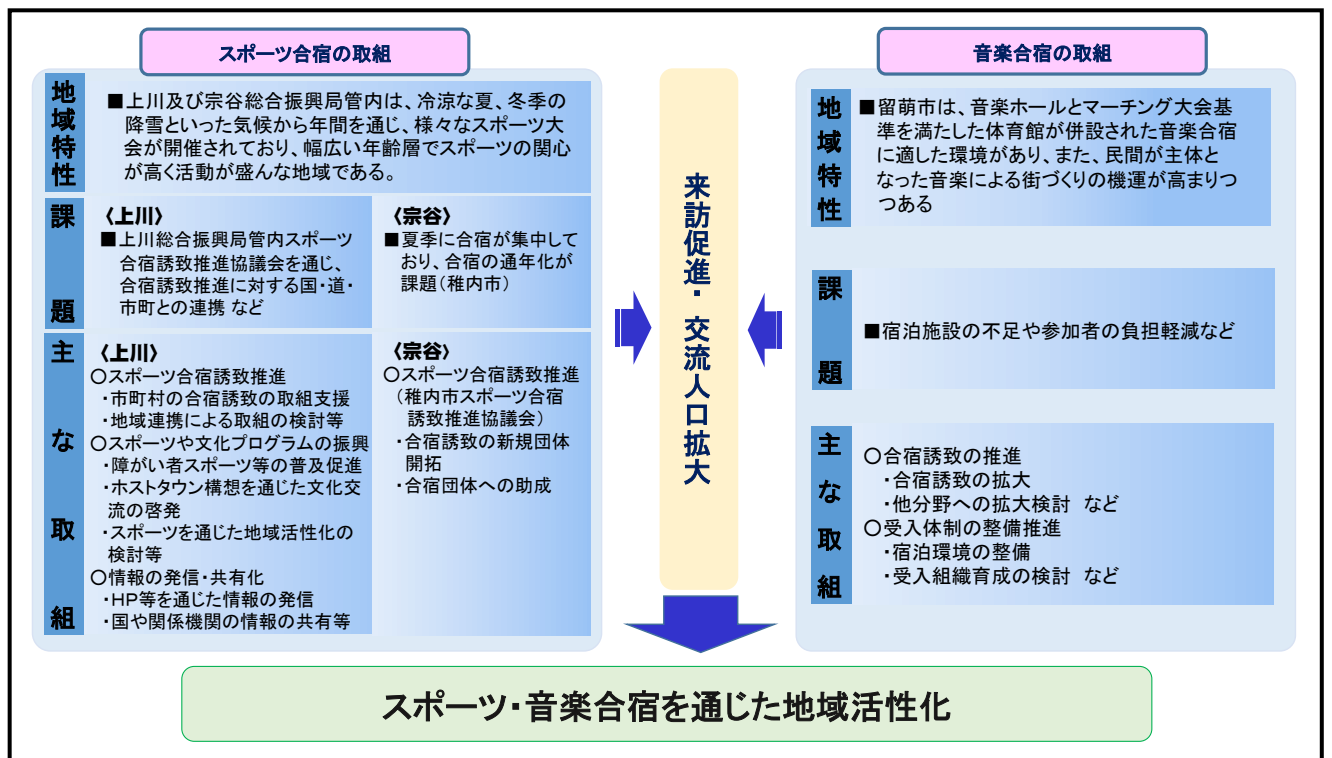 スポーツ合宿の取組
地域特性
■上川及び宗谷総合振興局管内は、冷涼な夏、冬季の
降雪といった気候から年間を通じ、様々なスポーツ大
会が開催されており、幅広い年齢層でスポーツの関心
が高く活動が盛んな地域である。
課題
〈上川〉
■上川総合振興局管内スポーツ
合宿誘致推進協議会を通じ、
合宿誘致推進に対する国・道・
市町との連携 など
〈宗谷〉
■夏季に合宿が集中して
おり、合宿の通年化が
課題(稚内市)
主な取組
〈上川〉
○スポーツ合宿誘致推進
・市町村の合宿誘致の取組支援
・地域連携による取組の検討等
○スポーツや文化プログラムの振興
・障がい者スポーツ等の普及促進
・ホストタウン構想を通じた文化交
流の啓発
・スポーツを通じた地域活性化の
検討等
○情報の発信・共有化
・HP等を通じた情報の発信
・国や関係機関の情報の共有等
〈宗谷〉
○スポーツ合宿誘致推進
(稚内市スポーツ合宿
誘致推進協議会)
・合宿誘致の新規団体
開拓
・合宿団体への助成
来訪促進・交流人口拡大
音楽合宿の取組
地域特性
■留萌市は、音楽ホールとマーチング大会基
準を満たした体育館が併設された音楽合宿
に適した環境があり、また、民間が主体と
なった音楽による街づくりの機運が高まりつ
つある
課題
■宿泊施設の不足や参加者の負担軽減など
主な取組
○合宿誘致の推進
・合宿誘致の拡大
・他分野への拡大検討 など
○受入体制の整備推進
・宿泊環境の整備
・受入組織育成の検討 など
スポーツ・音楽合宿を通じた地域活性化